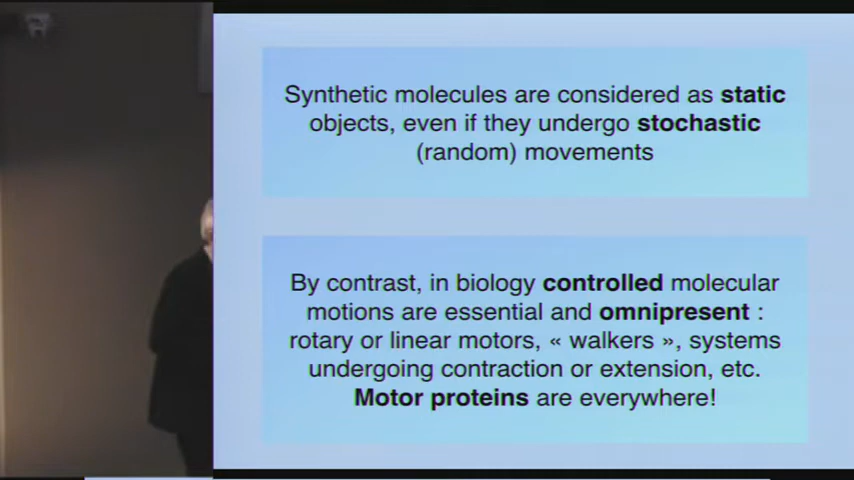 Synthetic molecules are considered as static
objects, even if they undergo stochastic
(random) movements
By contrast, in biology controlled molecular
motions are essential and omnipresent :
rotary or linear motors, « walkers », systems
undergoing contraction or extension, etc.
Motor proteins are everywhere!